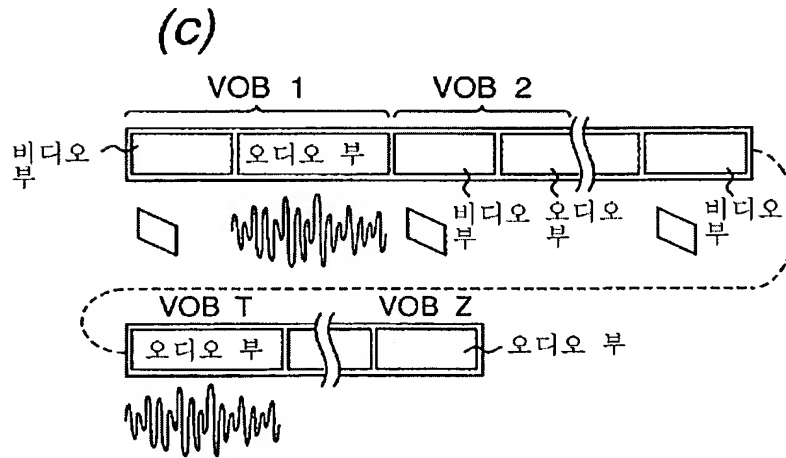 (c)
VOB 1
VOB 2
비디오
부
오디오 부
비디오
부
오디오
부
비디오
부
VOB T
VOB Z
오디오 부
오디오 부